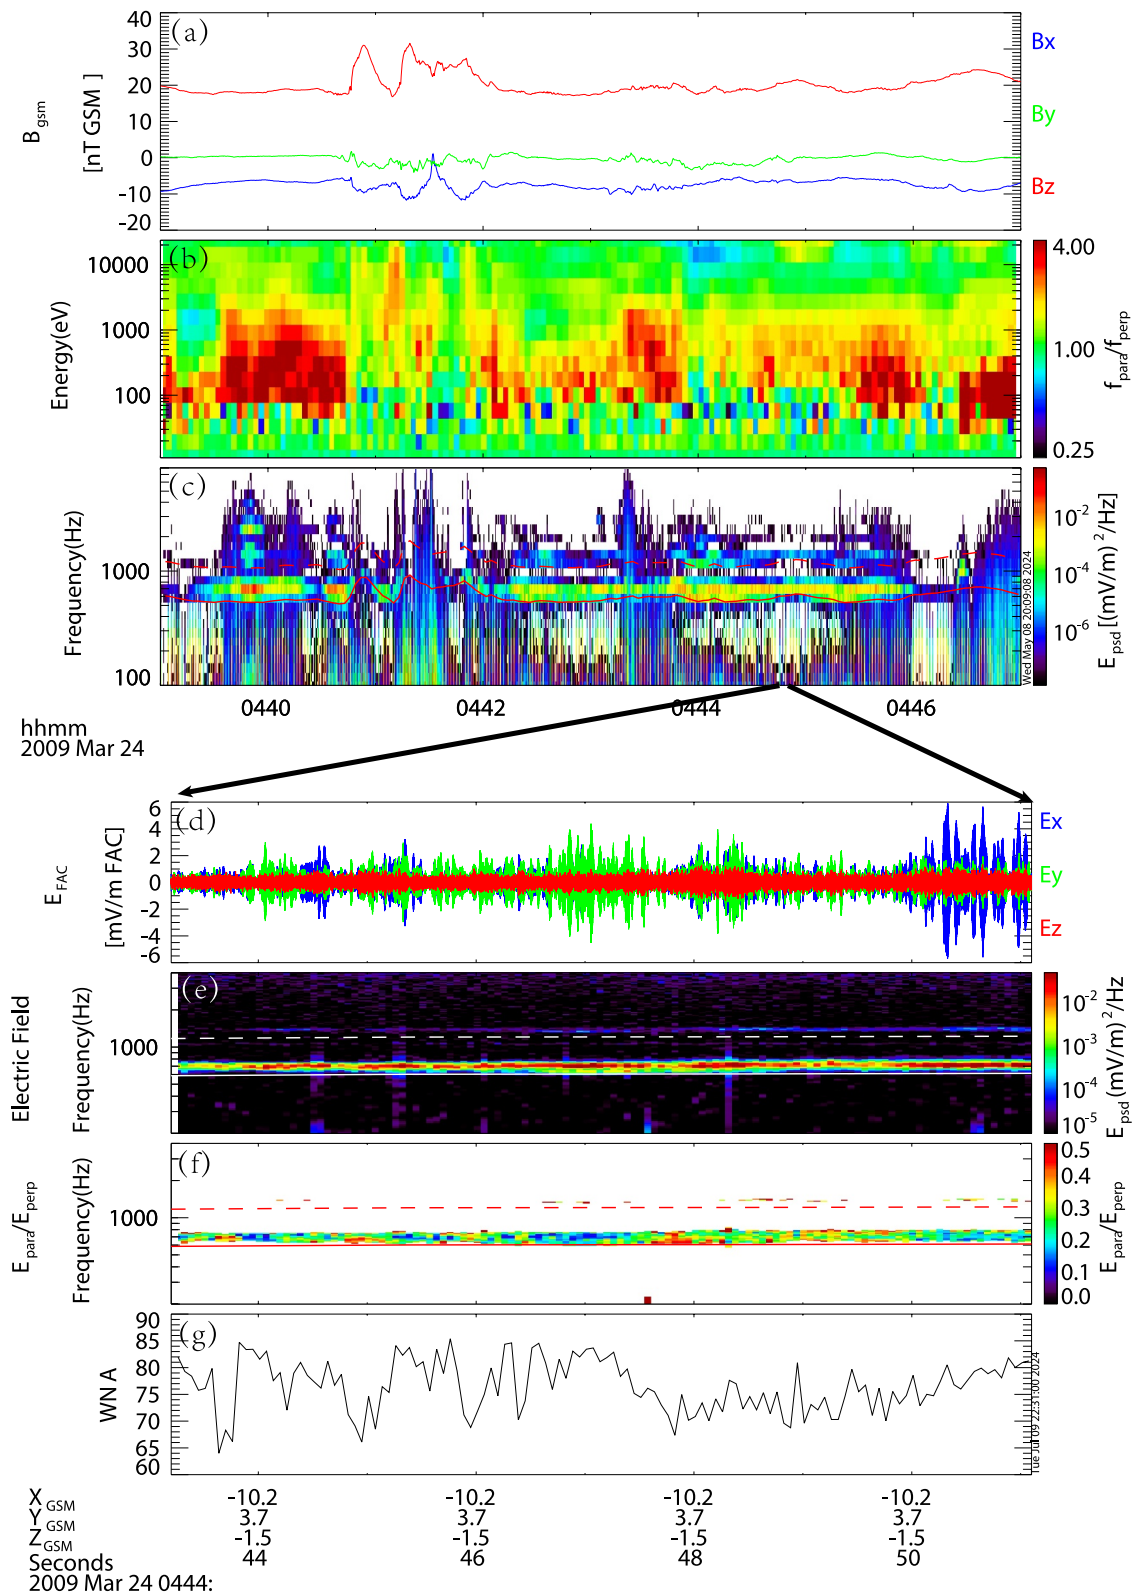 (a)
40
30
20
10
0
-10
-20
B gsm
[nT GSM ]
Bx
By
Bz
(b)
10000
1000
100
Energy(eV)
4.00
1.00
0.25
f para/f perp
(c)
1000
100
Frequency(Hz)
10-2
10-4
10-6
E psd [(mV/m) 2/Hz]
Wed May 08 20:09:08 2024
0440 0442 0444 0446
hhmm
2009 Mar 24
(d)
6
4
2
0
-2
-4
-6
E FAC
[mV/m FAC]
Ex
Ey
Ez
(e)
1000
Electric Field
Frequency(Hz)
10-2
10-3
10-4
10-5
E psd (mV/m) 2/Hz
(f)
1000
E para/E perp
Frequency(Hz)
0.5
0.4
0.3
0.2
0.1
0.0
E para/E perp
(g)
90
85
80
75
70
65
60
WN A
X GSM -10.2 -10.2 -10.2 -10.2
Y GSM 3.7 3.7 3.7 3.7
Z GSM -1.5 -1.5 -1.5 -1.5
Seconds 44 46 48 50
2009 Mar 24 0444: